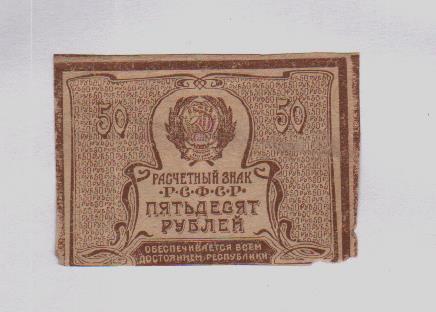 50 50
РАСЧЕТНЫЙ ЗНАК
Р·С·Ф·С·Р
ПЯТЬДЕСЯТ
РУБЛЕЙ
ОБЕСПЕЧИВАЕТСЯ ВСЕМ
ДОСТОЯНИЕМ РЕСПУБЛИКИ